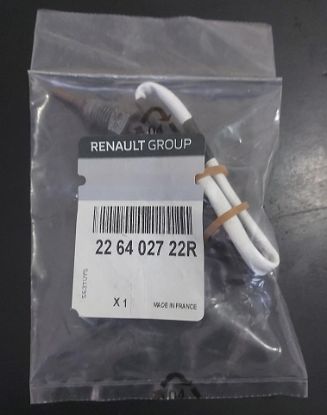 RENAULT GROUP
22 64 027 22R
X 1
MADE IN FRANCE